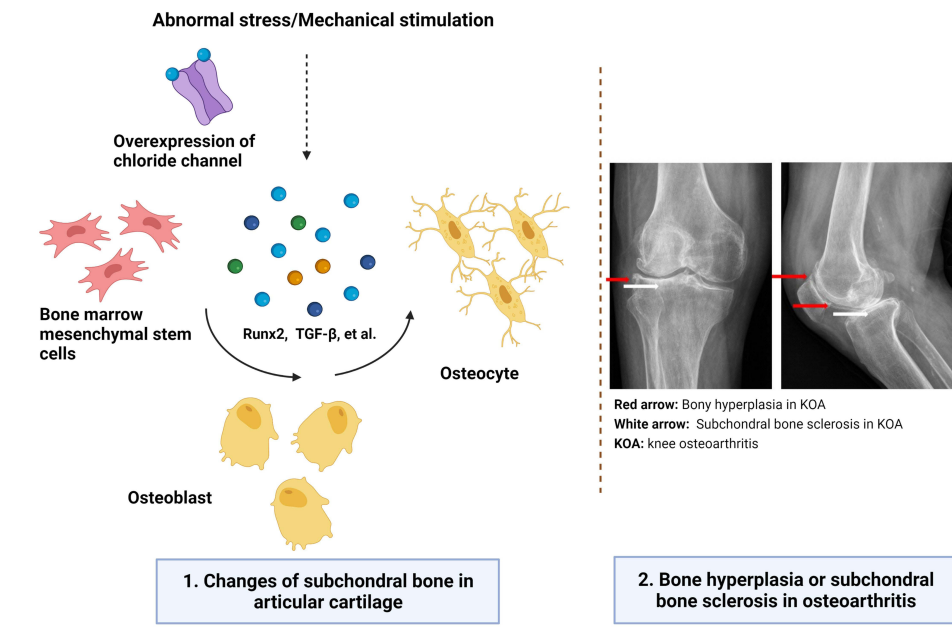 Abnormal stress/Mechanical stimulation
Overexpression of
chloride channel
Bone marrow
mesenchymal stem
cells
Runx2, TGF-β, et al.
Osteocyte
Osteoblast
1. Changes of subchondral bone in
articular cartilage
Red arrow: Bony hyperplasia in KOA
White arrow: Subchondral bone sclerosis in KOA
KOA: knee osteoarthritis
2. Bone hyperplasia or subchondral
bone sclerosis in osteoarthritis